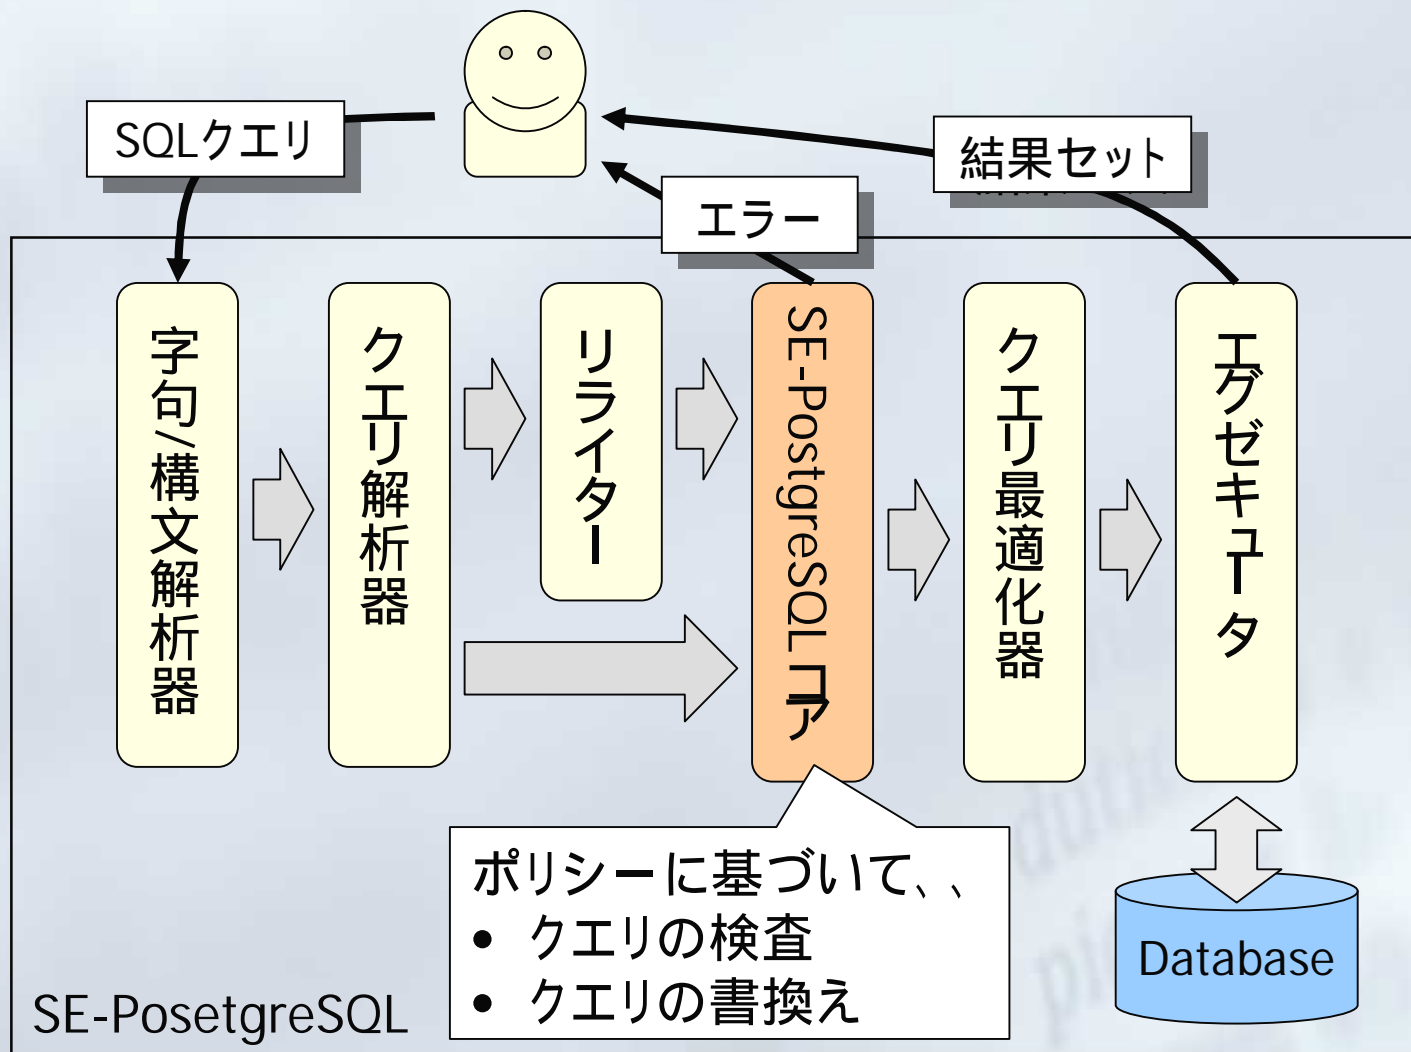 SQLクエリ
結果セット
エラー
字句/構文解析器
クエリ解析器
リライター
SE-PostgreSQLコア
クエリ最適化器
エグゼキュータ
ポリシーに基づいて、、
• クエリの検査
• クエリの書換え
Database
SE-PosetgreSQL